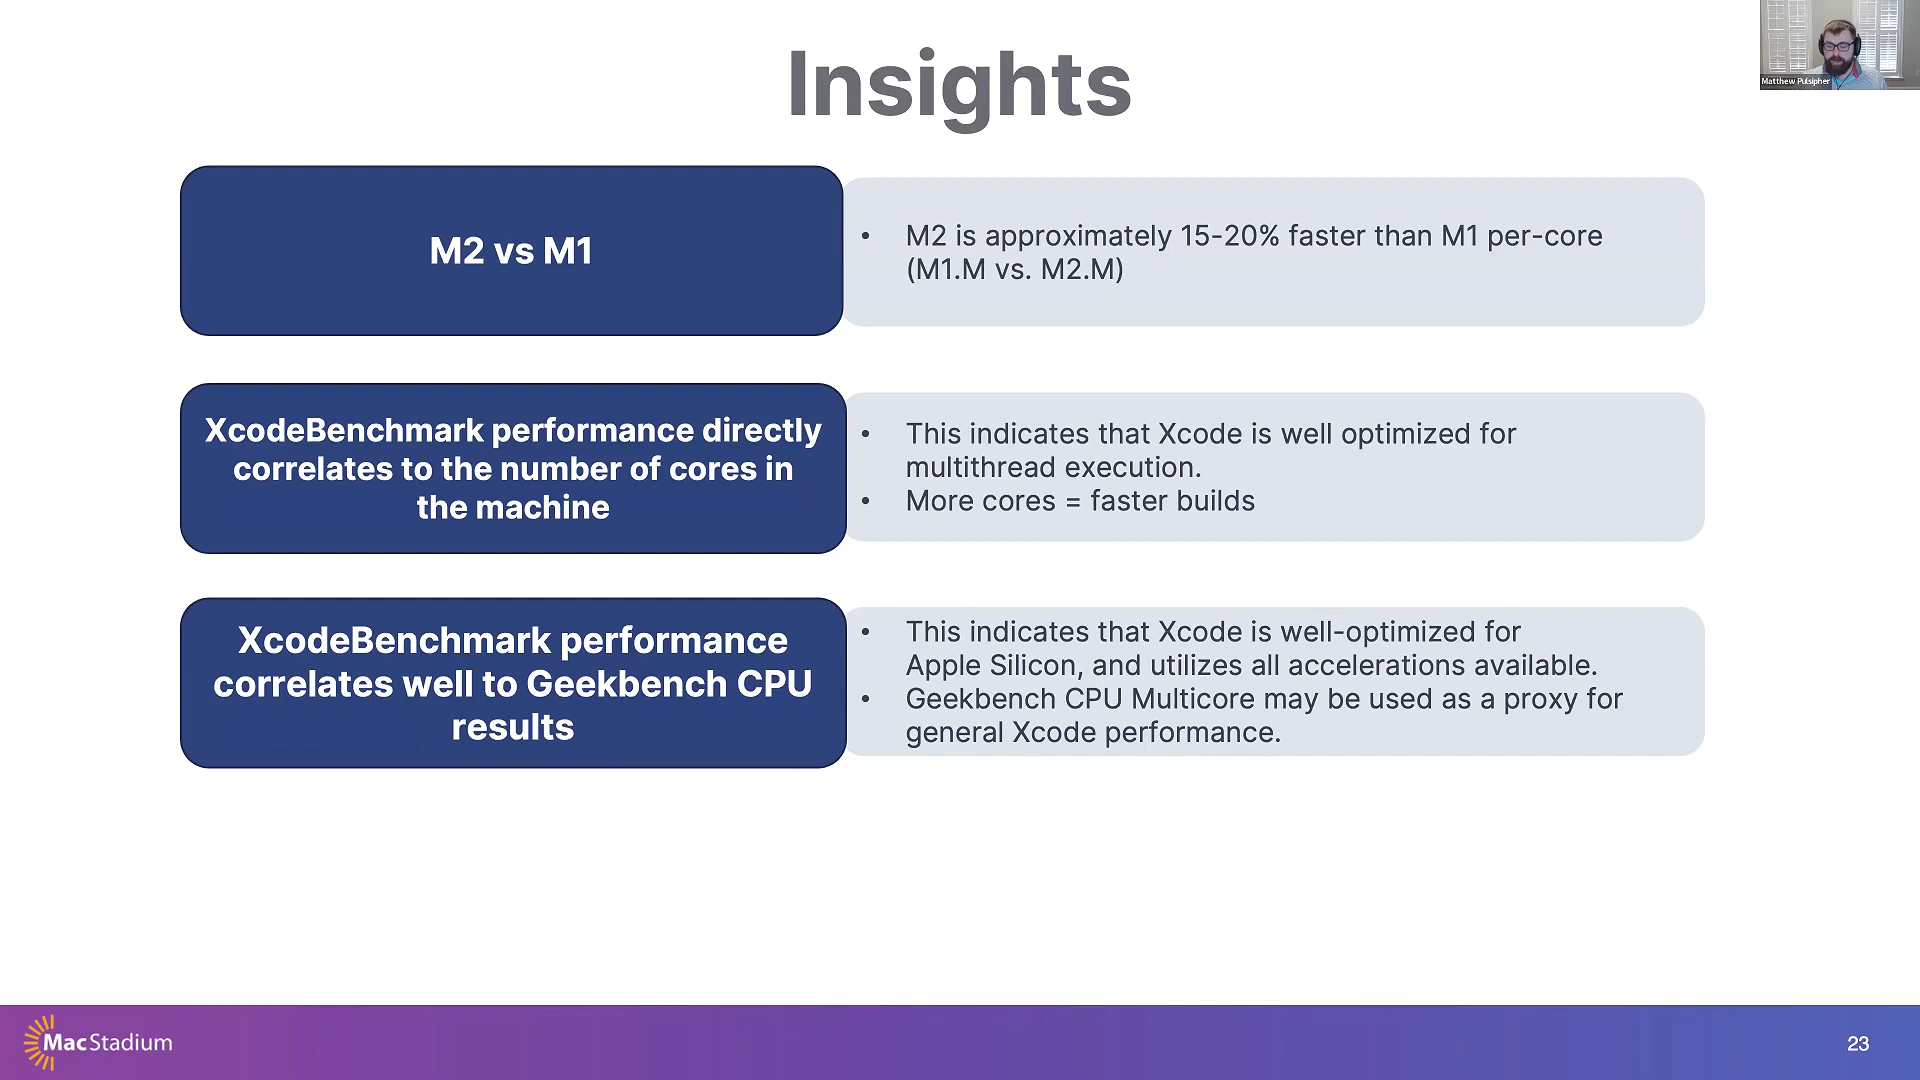 Insights
Matthew Pulsipher
M2 vs M1
• M2 is approximately 15-20% faster than M1 per-core
(M1.M vs. M2.M)
XcodeBenchmark performance directly
correlates to the number of cores in
the machine
• This indicates that Xcode is well optimized for
multithread execution.
• More cores = faster builds
XcodeBenchmark performance
correlates well to Geekbench CPU
results
• This indicates that Xcode is well-optimized for
Apple Silicon, and utilizes all accelerations available.
• Geekbench CPU Multicore may be used as a proxy for
general Xcode performance.
MacStadium
23